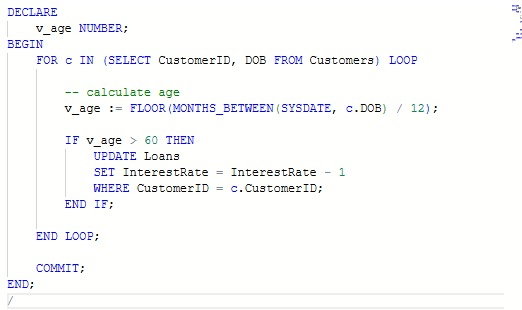 DECLARE
    v_age NUMBER;
BEGIN
    FOR c IN (SELECT CustomerID, DOB FROM Customers) LOOP

        -- calculate age
        v_age := FLOOR(MONTHS_BETWEEN(SYSDATE, c.DOB) / 12);

        IF v_age > 60 THEN
            UPDATE Loans
            SET InterestRate = InterestRate - 1
            WHERE CustomerID = c.CustomerID;
        END IF;

    END LOOP;

    COMMIT;
END;
/